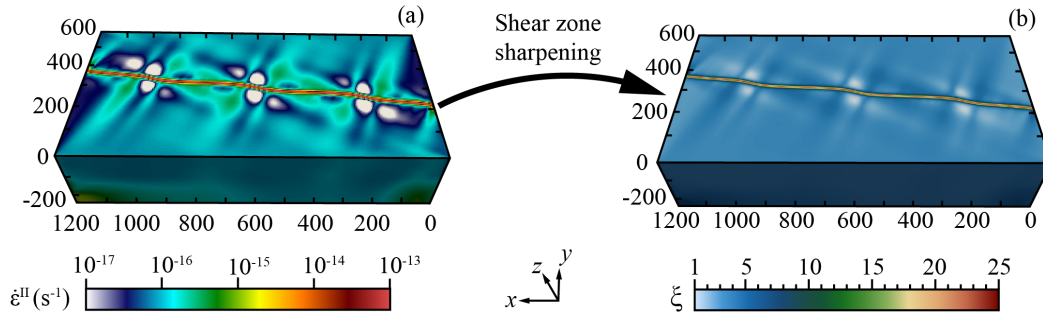 (a)
600
400
200
0
-200
1200 1000 800 600 400 200 0
10⁻¹⁷ 10⁻¹⁶ 10⁻¹⁵ 10⁻¹⁴ 10⁻¹³
ε̇ᴵᴵ (s⁻¹)
Shear zone
sharpening
y
z
x
(b)
600
400
200
0
-200
1200 1000 800 600 400 200 0
1 5 10 15 20 25
ξ